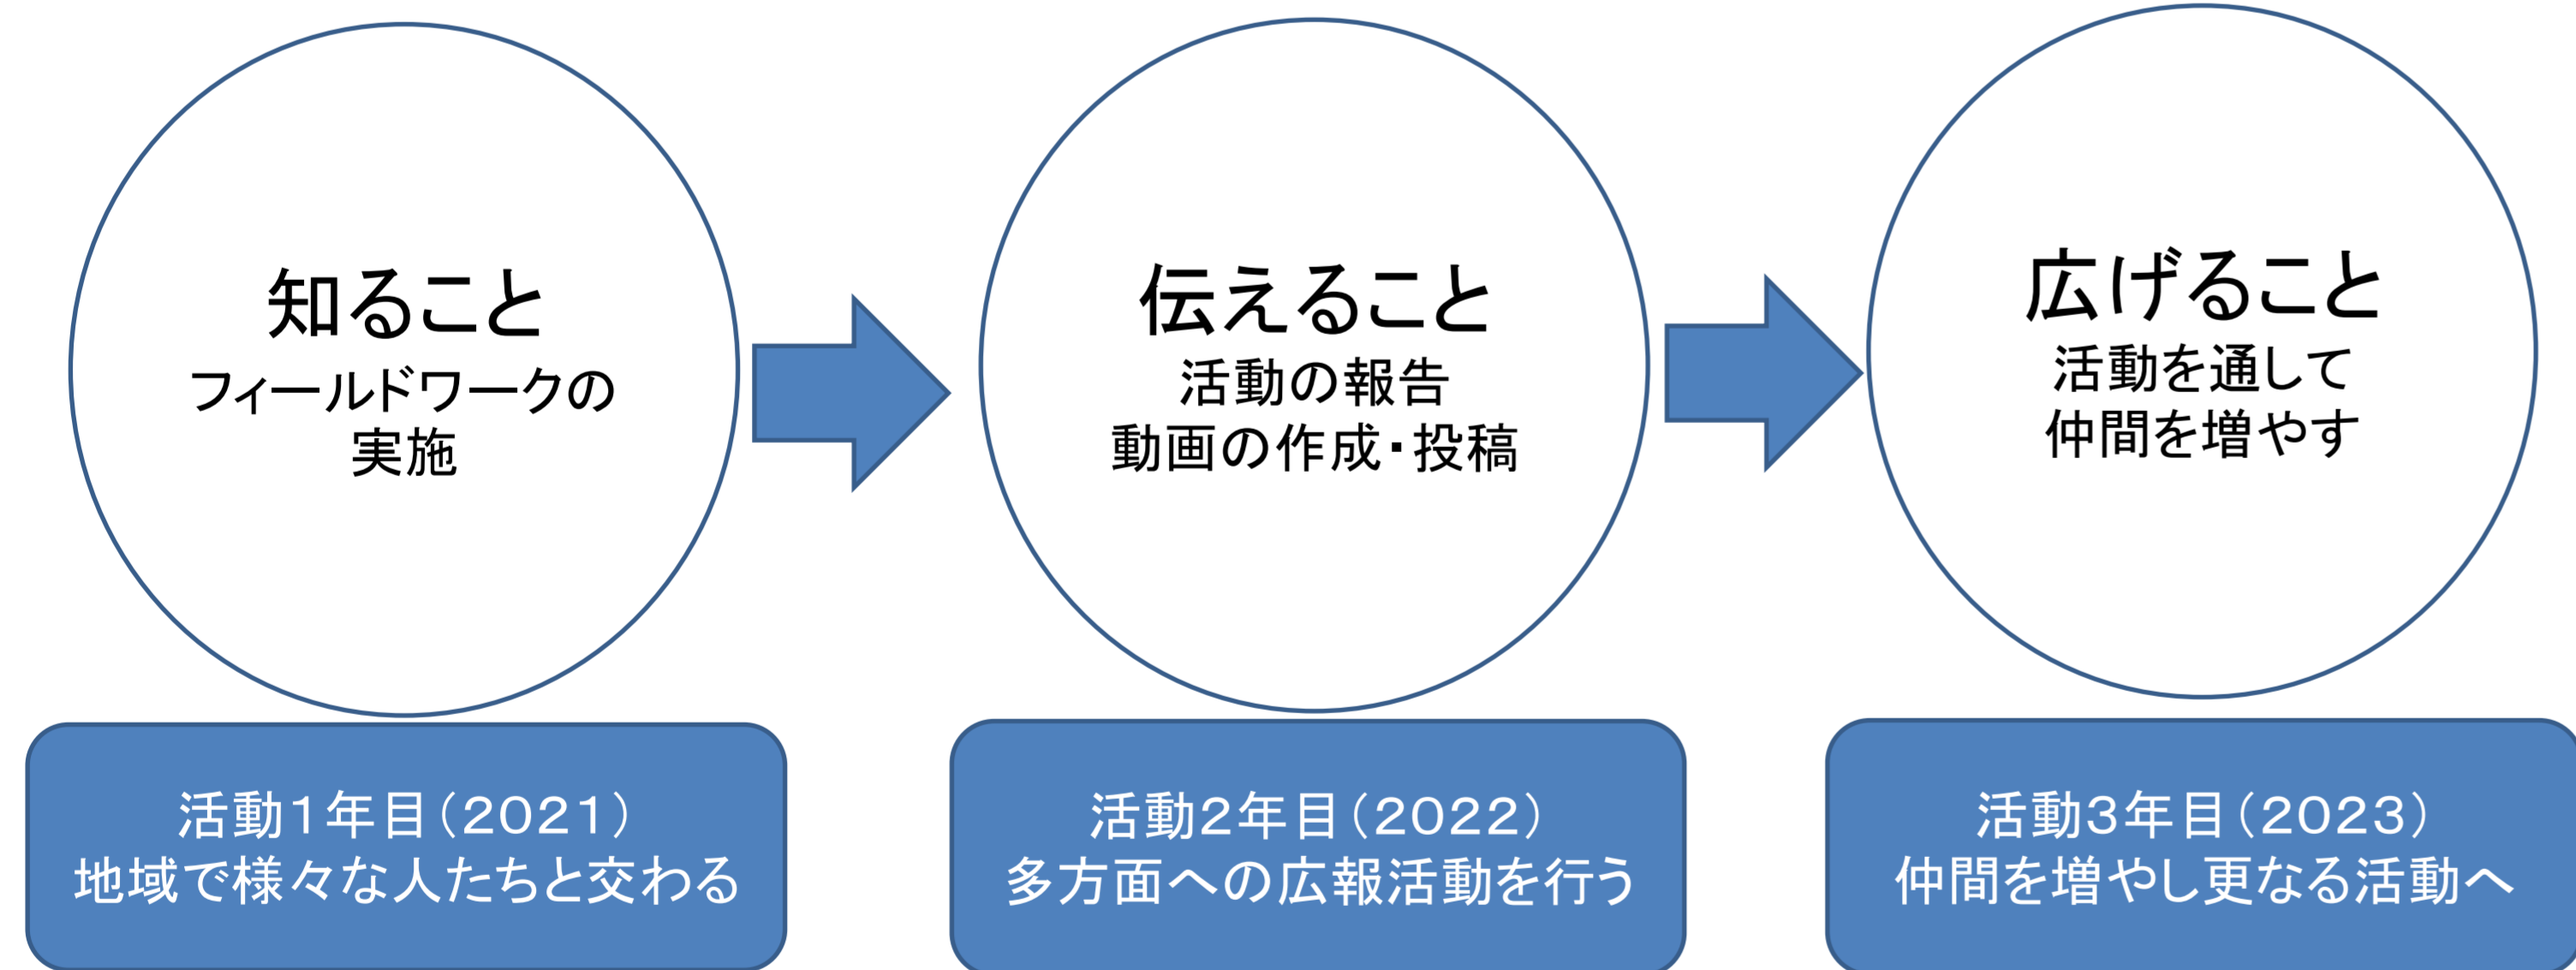 知ること
フィールドワークの
実施
伝えること
活動の報告
動画の作成・投稿
広げること
活動を通して
仲間を増やす
活動１年目（２０２１）
地域で様々な人たちと交わる
活動２年目（２０２２）
多方面への広報活動を行う
活動３年目（２０２３）
仲間を増やし更なる活動へ